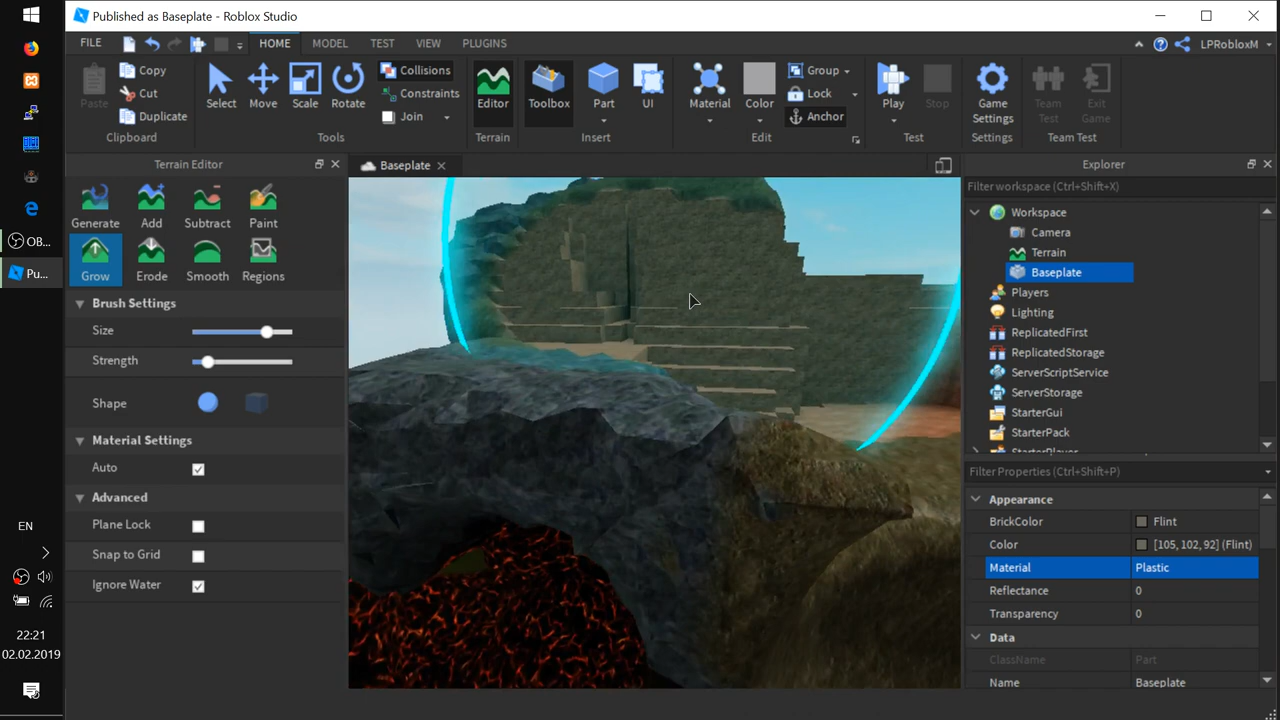 Published as Baseplate - Roblox Studio
FILE
HOME
MODEL
TEST
VIEW
PLUGINS
LPRobloxM
Paste
Copy
Cut
Duplicate
Clipboard
Select
Move
Scale
Rotate
Collisions
Constraints
Join
Tools
Editor
Terrain
Toolbox
Part
UI
Insert
Material
Color
Group
Lock
Anchor
Edit
Play
Stop
Test
Game
Settings
Settings
Team
Test
Exit
Game
Team Test
Terrain Editor
Generate
Add
Subtract
Paint
Grow
Erode
Smooth
Regions
Brush Settings
Size
Strength
Shape
Material Settings
Auto
Advanced
Plane Lock
Snap to Grid
Ignore Water
Baseplate
Explorer
Filter workspace (Ctrl+Shift+X)
Workspace
Camera
Terrain
Baseplate
Players
Lighting
ReplicatedFirst
ReplicatedStorage
ServerScriptService
ServerStorage
StarterGui
StarterPack
StarterPlayer
Filter Properties (Ctrl+Shift+P)
Appearance
BrickColor Flint
Color [105, 102, 92] (Flint)
Material Plastic
Reflectance 0
Transparency 0
Data
ClassName Part
Name Baseplate
OB...
Pu...
EN
22:21
02.02.2019